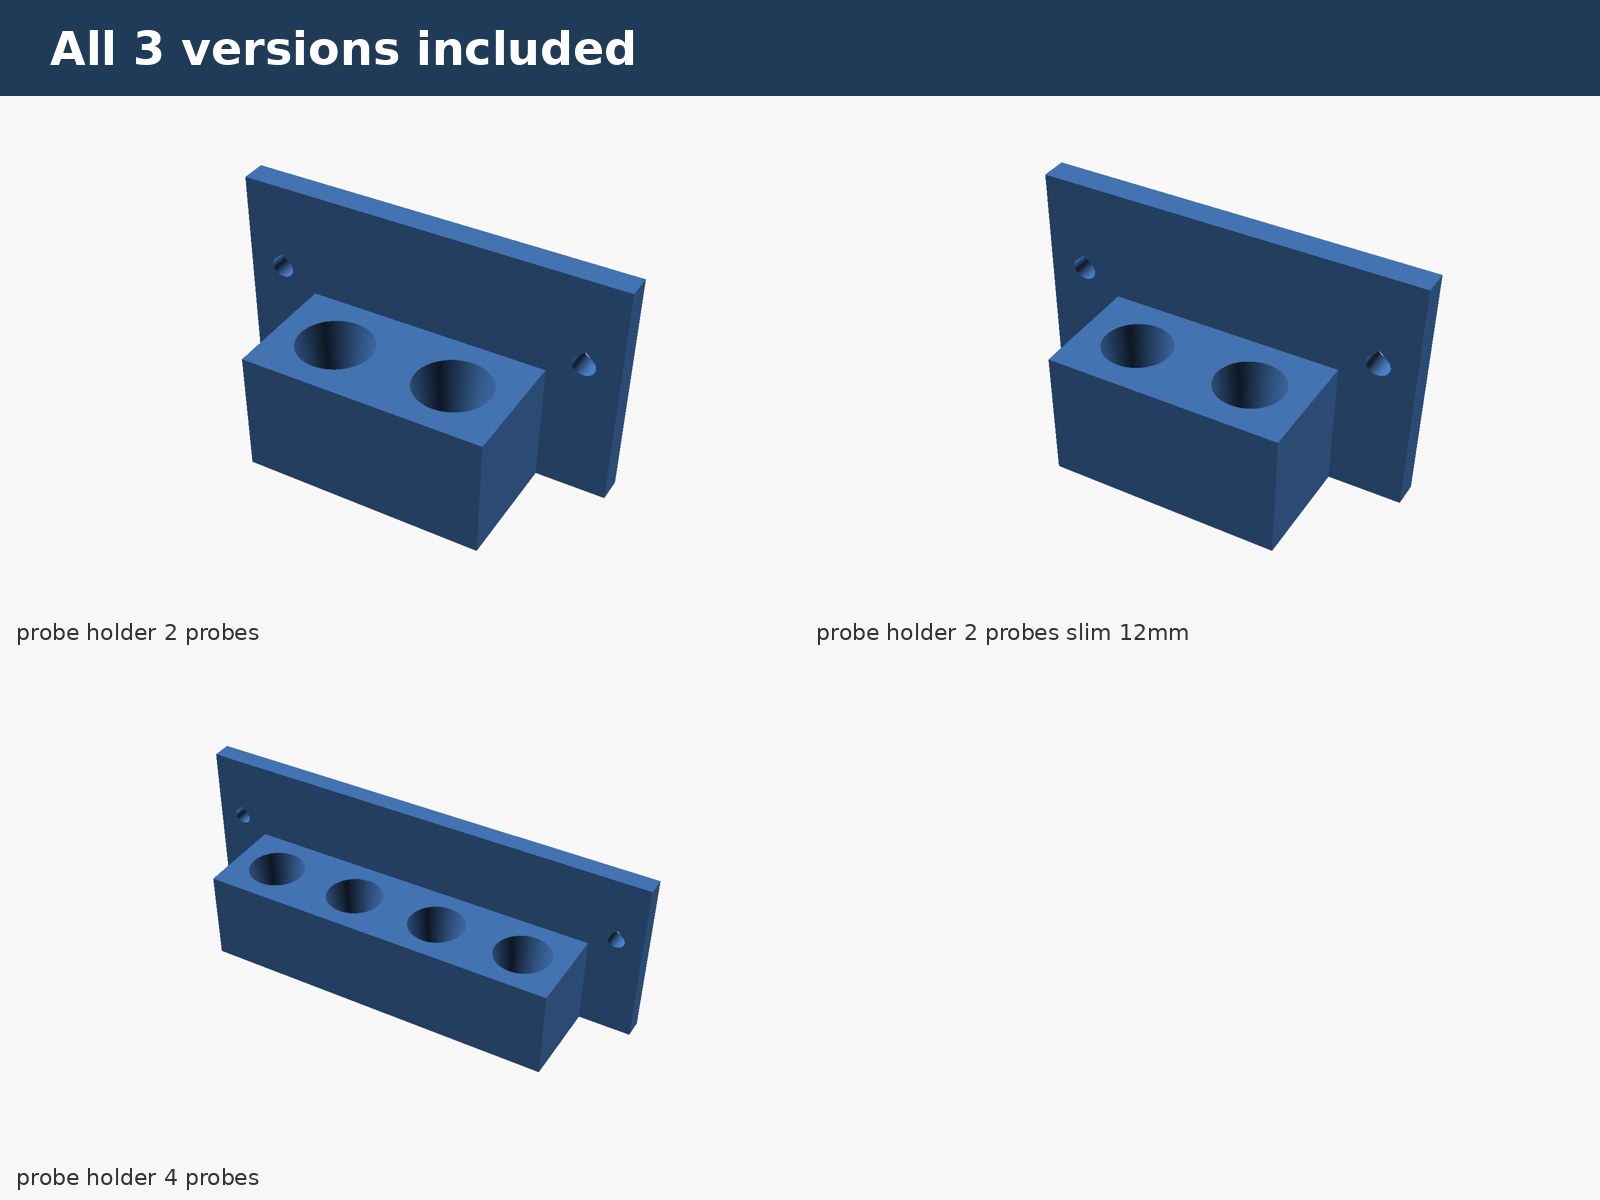 All 3 versions included
probe holder 2 probes
probe holder 2 probes slim 12mm
probe holder 4 probes